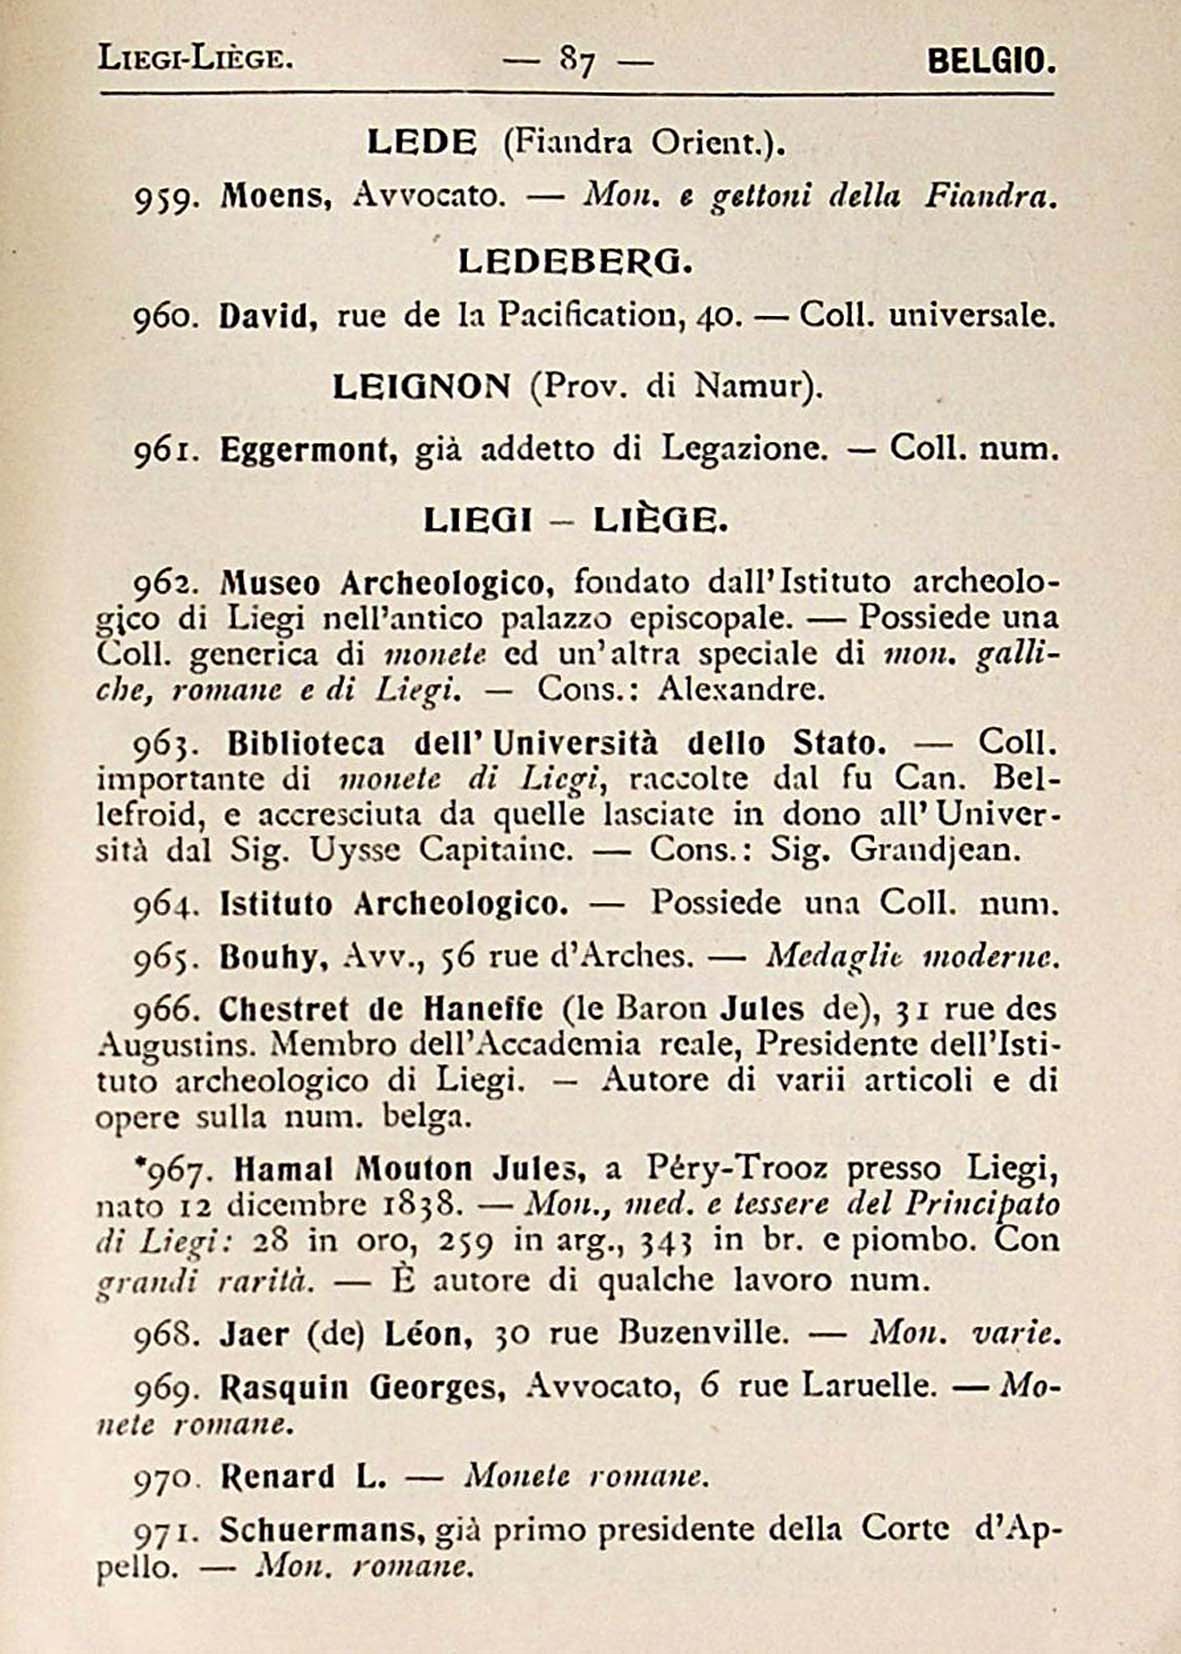 Liegi-Liège. — 87 — BELGIO.
LEDE (Fiandra Orient.).
959. Moens, Avvocato. — Mon. e gettoni della Fiandra.
LEDEBERG.
960. David, rue de la Pacification, 40. — Coll. universale.
LEIGNON (Prov. di Namur).
961. Eggermont, già addetto di Legazione. — Coll. num.
LIEGI – LIÈGE.
962. Museo Archeologico, fondato dall'Istituto archeolo-
gico di Liegi nell'antico palazzo episcopale. — Possiede una
Coll. generica di monete ed un'altra speciale di mon. galli-
che, romane e di Liegi. — Cons.: Alexandre.
963. Biblioteca dell' Università dello Stato. — Coll.
importante di monete di Liegi, raccolte dal fu Can. Bel-
lefroid, e accresciuta da quelle lasciate in dono all' Univer-
sità dal Sig. Uysse Capitaine. — Cons.: Sig. Grandjean.
964. Istituto Archeologico. — Possiede una Coll. num.
965. Bouhy, Avv., 56 rue d'Arches. — Medaglie moderne.
966. Chestret de Haneffe (le Baron Jules de), 31 rue des
Augustins. Membro dell'Accademia reale, Presidente dell'Isti-
tuto archeologico di Liegi. — Autore di varii articoli e di
opere sulla num. belga.
*967. Hamal Mouton Jules, a Péry-Trooz presso Liegi,
nato 12 dicembre 1838. — Mon., med. e tessere del Principato
di Liegi: 28 in oro, 259 in arg., 343 in br. e piombo. Con
grandi rarità. — È autore di qualche lavoro num.
968. Jaer (de) Léon, 30 rue Buzenville. — Mon. varie.
969. Rasquin Georges, Avvocato, 6 rue Laruelle. — Mo-
nete romane.
970. Renard L. — Monete romane.
971. Schuermans, già primo presidente della Corte d'Ap-
pello. — Mon. romane.